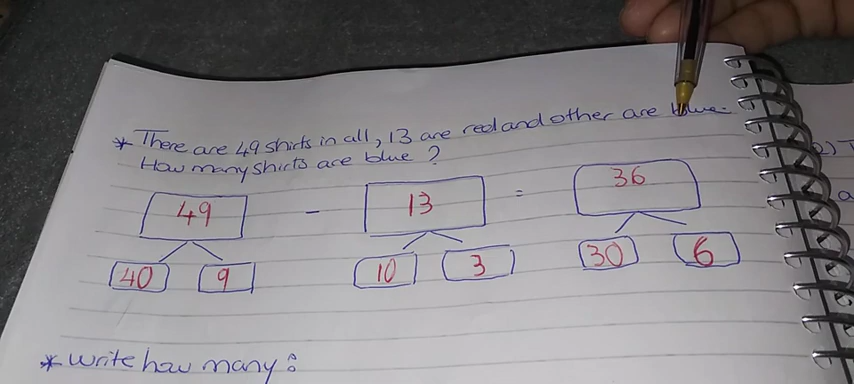 * There are 49 shirts in all, 13 are red and other are blue.
How many shirts are blue ?
49 - 13 = 36
40 9 10 3 30 6
* Write how many :